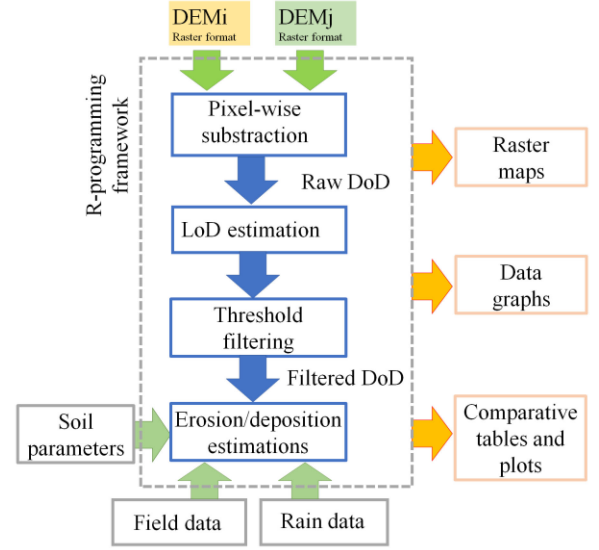 DEMi
Raster format
DEMj
Raster format
R-programming
framework
Pixel-wise
substraction
Raw DoD
LoD estimation
Threshold
filtering
Filtered DoD
Erosion/deposition
estimations
Soil
parameters
Field data
Rain data
Raster
maps
Data
graphs
Comparative
tables and
plots